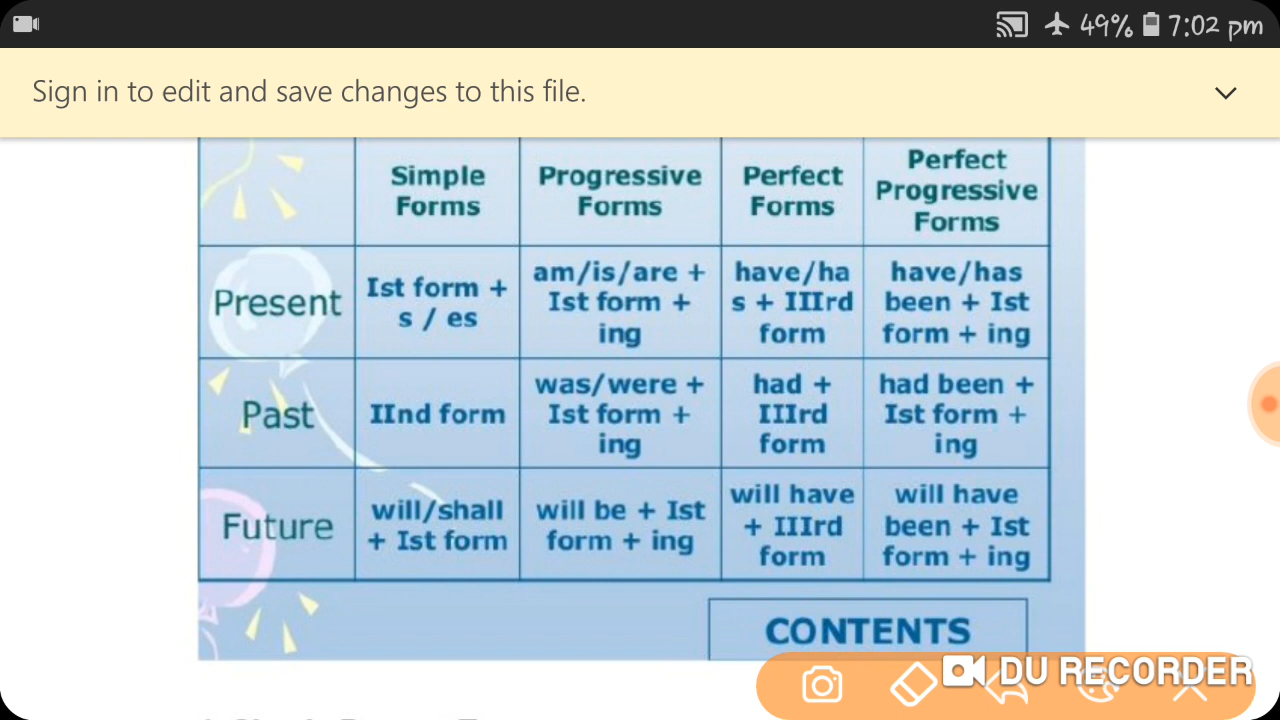 49% 7:02 pm
Sign in to edit and save changes to this file.
Simple
Forms
Progressive
Forms
Perfect
Forms
Perfect
Progressive
Forms
Present
Ist form +
s / es
am/is/are +
Ist form +
ing
have/ha
s + IIIrd
form
have/has
been + Ist
form + ing
Past
IInd form
was/were +
Ist form +
ing
had +
IIIrd
form
had been +
Ist form +
ing
Future
will/shall
+ Ist form
will be + Ist
form + ing
will have
+ IIIrd
form
will have
been + Ist
form + ing
CONTENTS
DU RECORDER